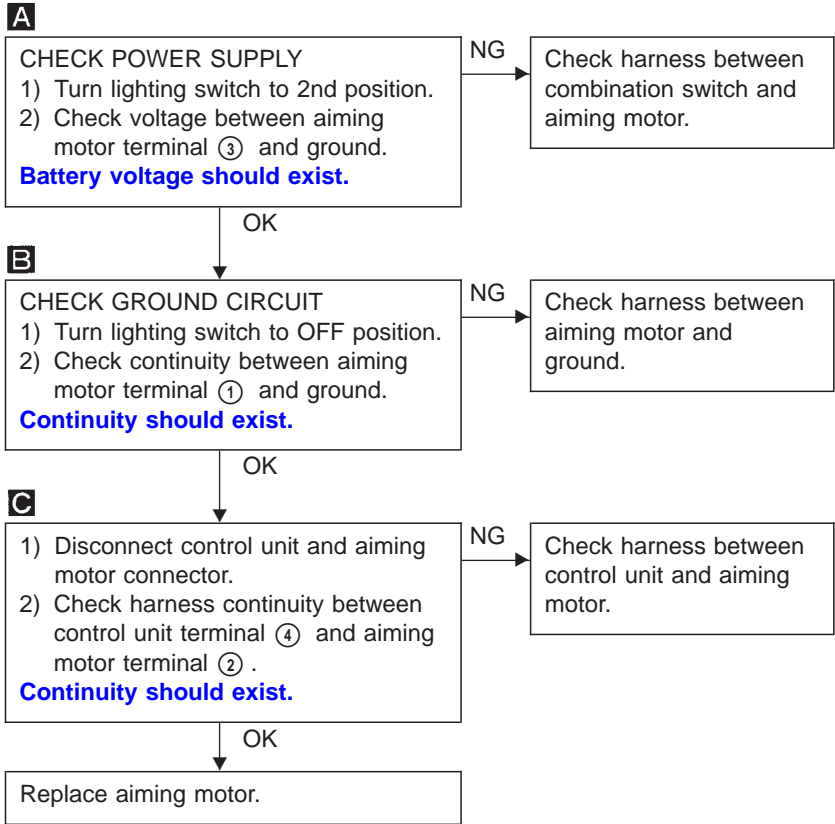 A
CHECK POWER SUPPLY
1) Turn lighting switch to 2nd position.
2) Check voltage between aiming
motor terminal ③ and ground.
Battery voltage should exist.
NG
Check harness between
combination switch and
aiming motor.
OK
B
CHECK GROUND CIRCUIT
1) Turn lighting switch to OFF position.
2) Check continuity between aiming
motor terminal ① and ground.
Continuity should exist.
NG
Check harness between
aiming motor and
ground.
OK
C
1) Disconnect control unit and aiming
motor connector.
2) Check harness continuity between
control unit terminal ④ and aiming
motor terminal ② .
Continuity should exist.
NG
Check harness between
control unit and aiming
motor.
OK
Replace aiming motor.